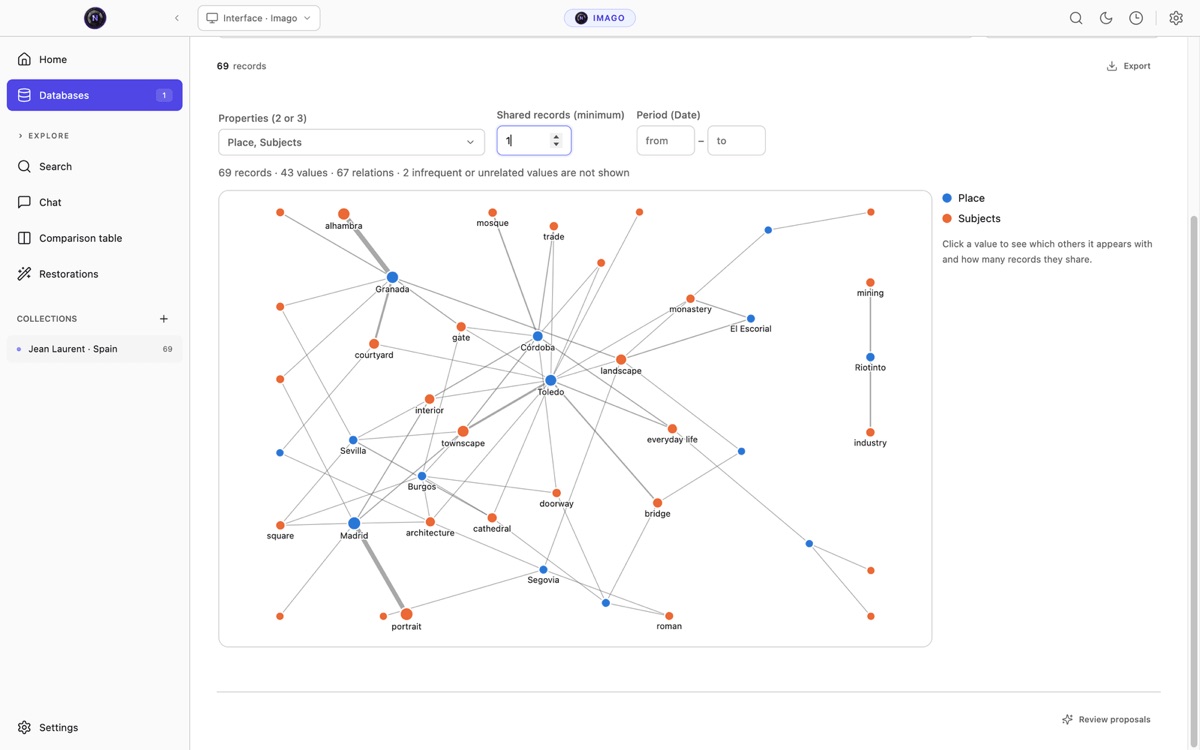 Interface · Imago
IMAGO
Home
Databases 1
EXPLORE
Search
Chat
Comparison table
Restorations
COLLECTIONS
Jean Laurent · Spain 69
Settings
69 records
Export
Properties (2 or 3)
Place, Subjects
Shared records (minimum)
1
Period (Date)
from – to
69 records · 43 values · 67 relations · 2 infrequent or unrelated values are not shown
Place
Subjects
Click a value to see which others it appears with
and how many records they share.
alhambra
mosque
trade
Granada
mining
monastery
El Escorial
gate
Córdoba
courtyard
landscape
Riotinto
Toledo
interior
townscape
everyday life
industry
Sevilla
Burgos
doorway
bridge
square
Madrid
architecture
cathedral
Segovia
portrait
roman
Review proposals